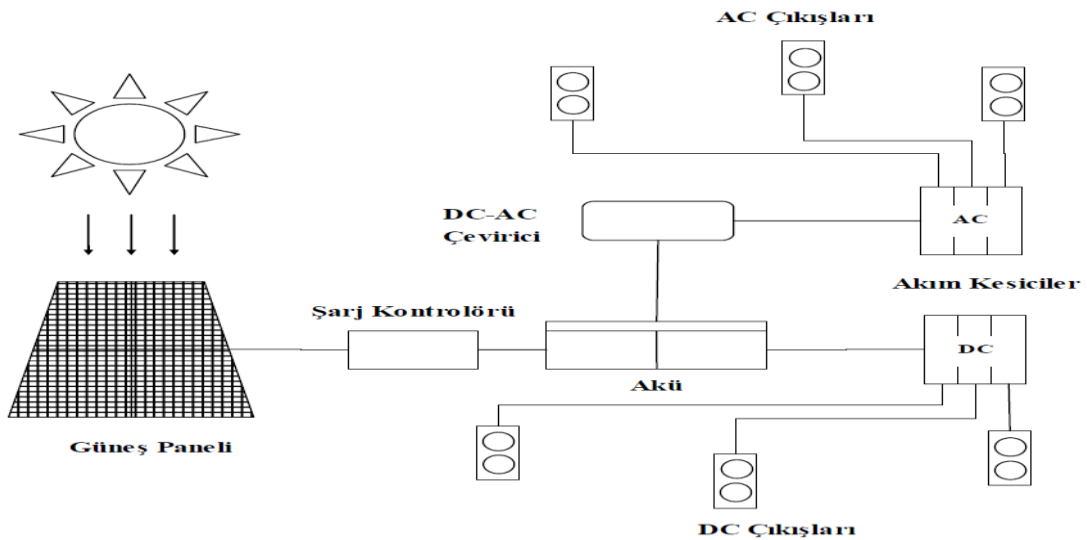 AC Çıkışları
DC-AC
Çevirici
AC
Akım Kesiciler
Şarj Kontrolörü
DC
Akü
Güneş Paneli
DC Çıkışları